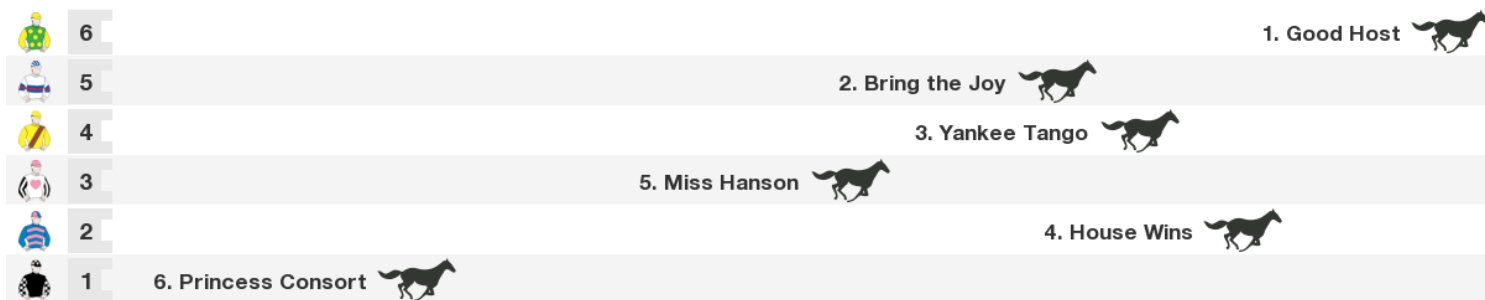 6 1. Good Host
5 2. Bring the Joy
4 3. Yankee Tango
3 5. Miss Hanson
2 4. House Wins
1 6. Princess Consort